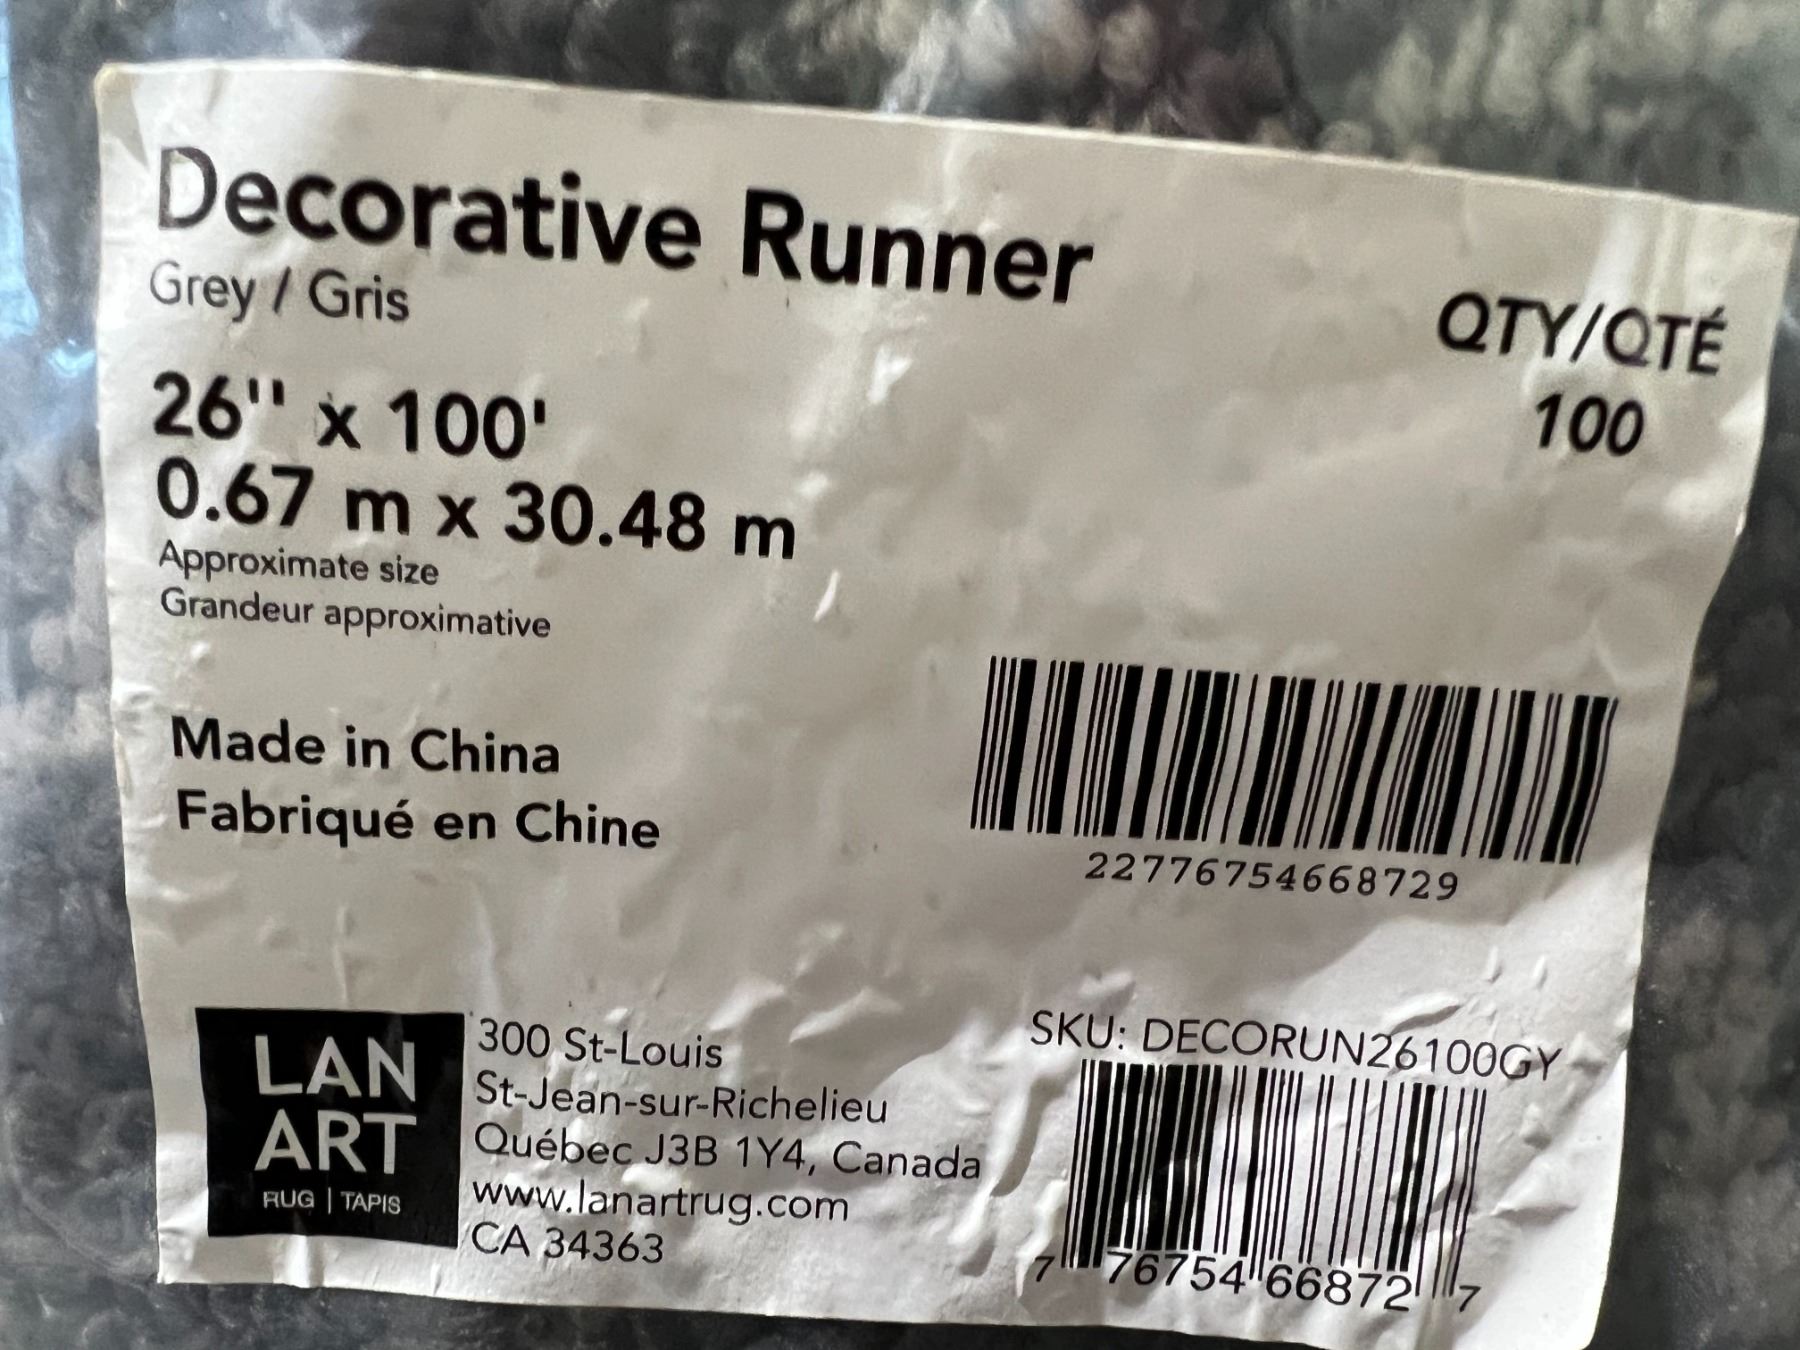 Decorative Runner
Grey / Gris
QTY/QTÉ
100
26" x 100'
0.67 m x 30.48 m
Approximate size
Grandeur approximative
Made in China
Fabriqué en Chine
22776754668729
LAN
ART
RUG | TAPIS
300 St-Louis
St-Jean-sur-Richelieu
Québec J3B 1Y4, Canada
www.lanartrug.com
CA 34363
SKU: DECORUN26100GY
7 76754 66872 7